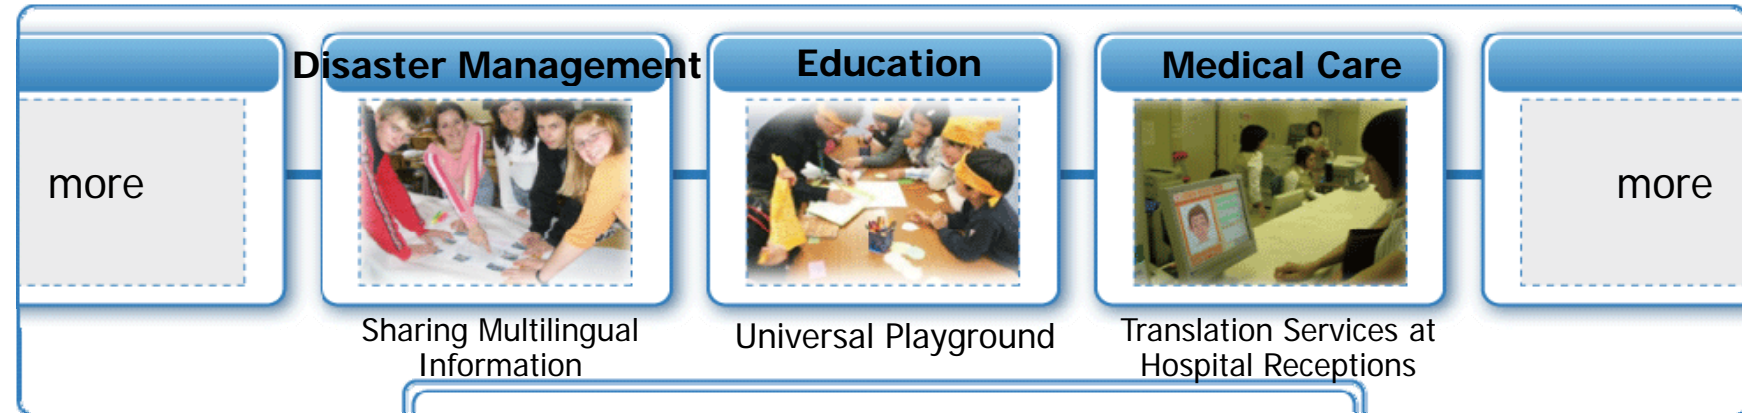 Disaster Management
Education
Medical Care
more
more
Sharing Multilingual
Information
Universal Playground
Translation Services at
Hospital Receptions